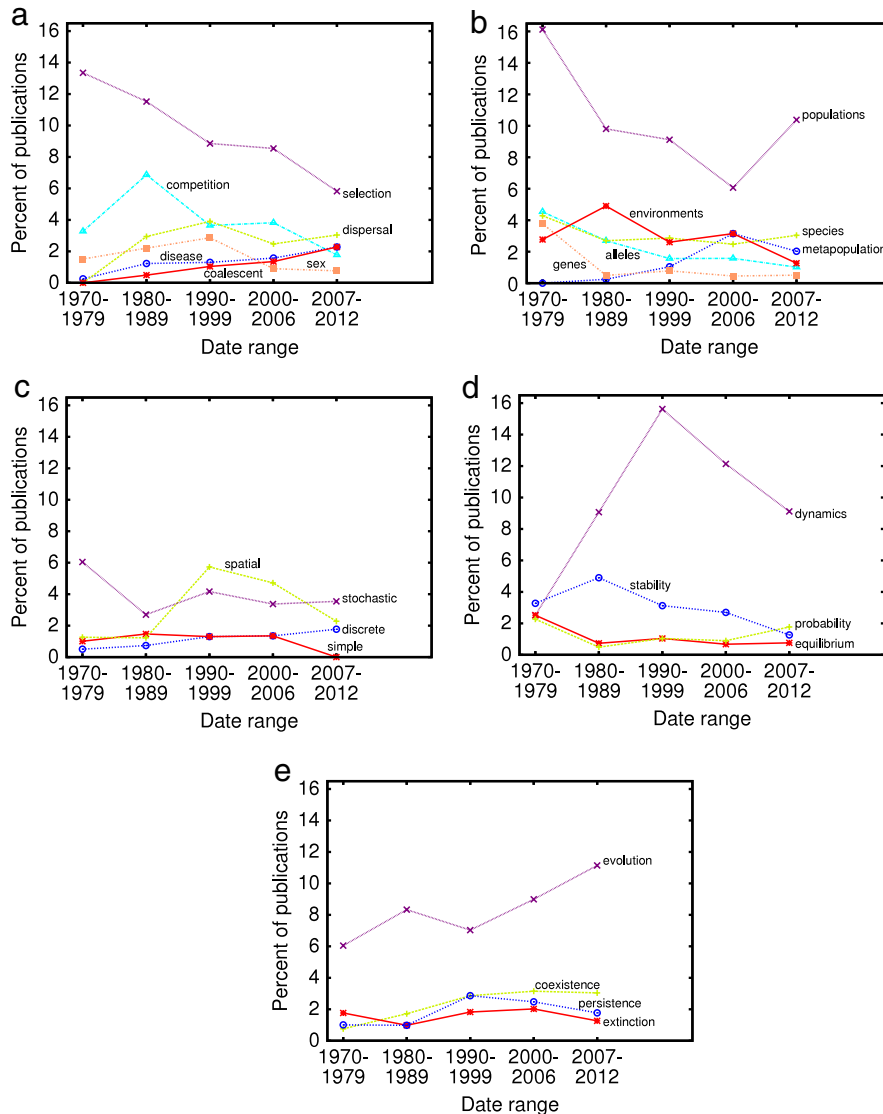 a
16
14
12
10
8
6
4
2
0
Percent of publications
competition
selection
dispersal
disease
coalescent
sex
1970- 1980- 1990- 2000- 2007-
1979 1989 1999 2006 2012
Date range
b
16
14
12
10
8
6
4
2
0
Percent of publications
populations
environments
species
metapopulation
alleles
genes
1970- 1980- 1990- 2000- 2007-
1979 1989 1999 2006 2012
Date range
c
16
14
12
10
8
6
4
2
0
Percent of publications
spatial
stochastic
discrete
simple
1970- 1980- 1990- 2000- 2007-
1979 1989 1999 2006 2012
Date range
d
16
14
12
10
8
6
4
2
0
Percent of publications
dynamics
stability
probability
equilibrium
1970- 1980- 1990- 2000- 2007-
1979 1989 1999 2006 2012
Date range
e
16
14
12
10
8
6
4
2
0
Percent of publications
evolution
coexistence
persistence
extinction
1970- 1980- 1990- 2000- 2007-
1979 1989 1999 2006 2012
Date range